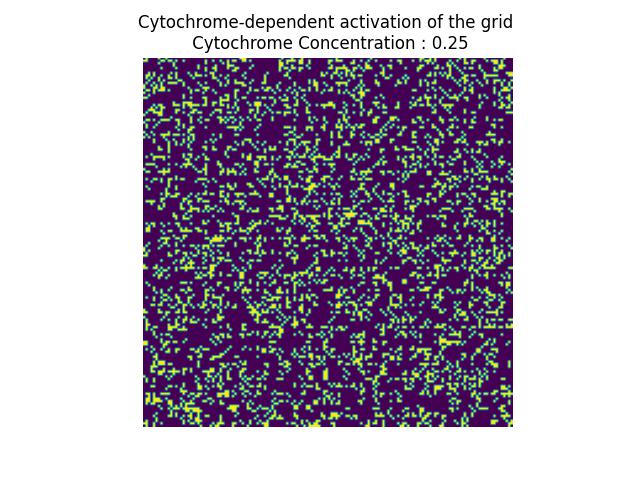 Cytochrome-dependent activation of the grid
Cytochrome Concentration : 0.25